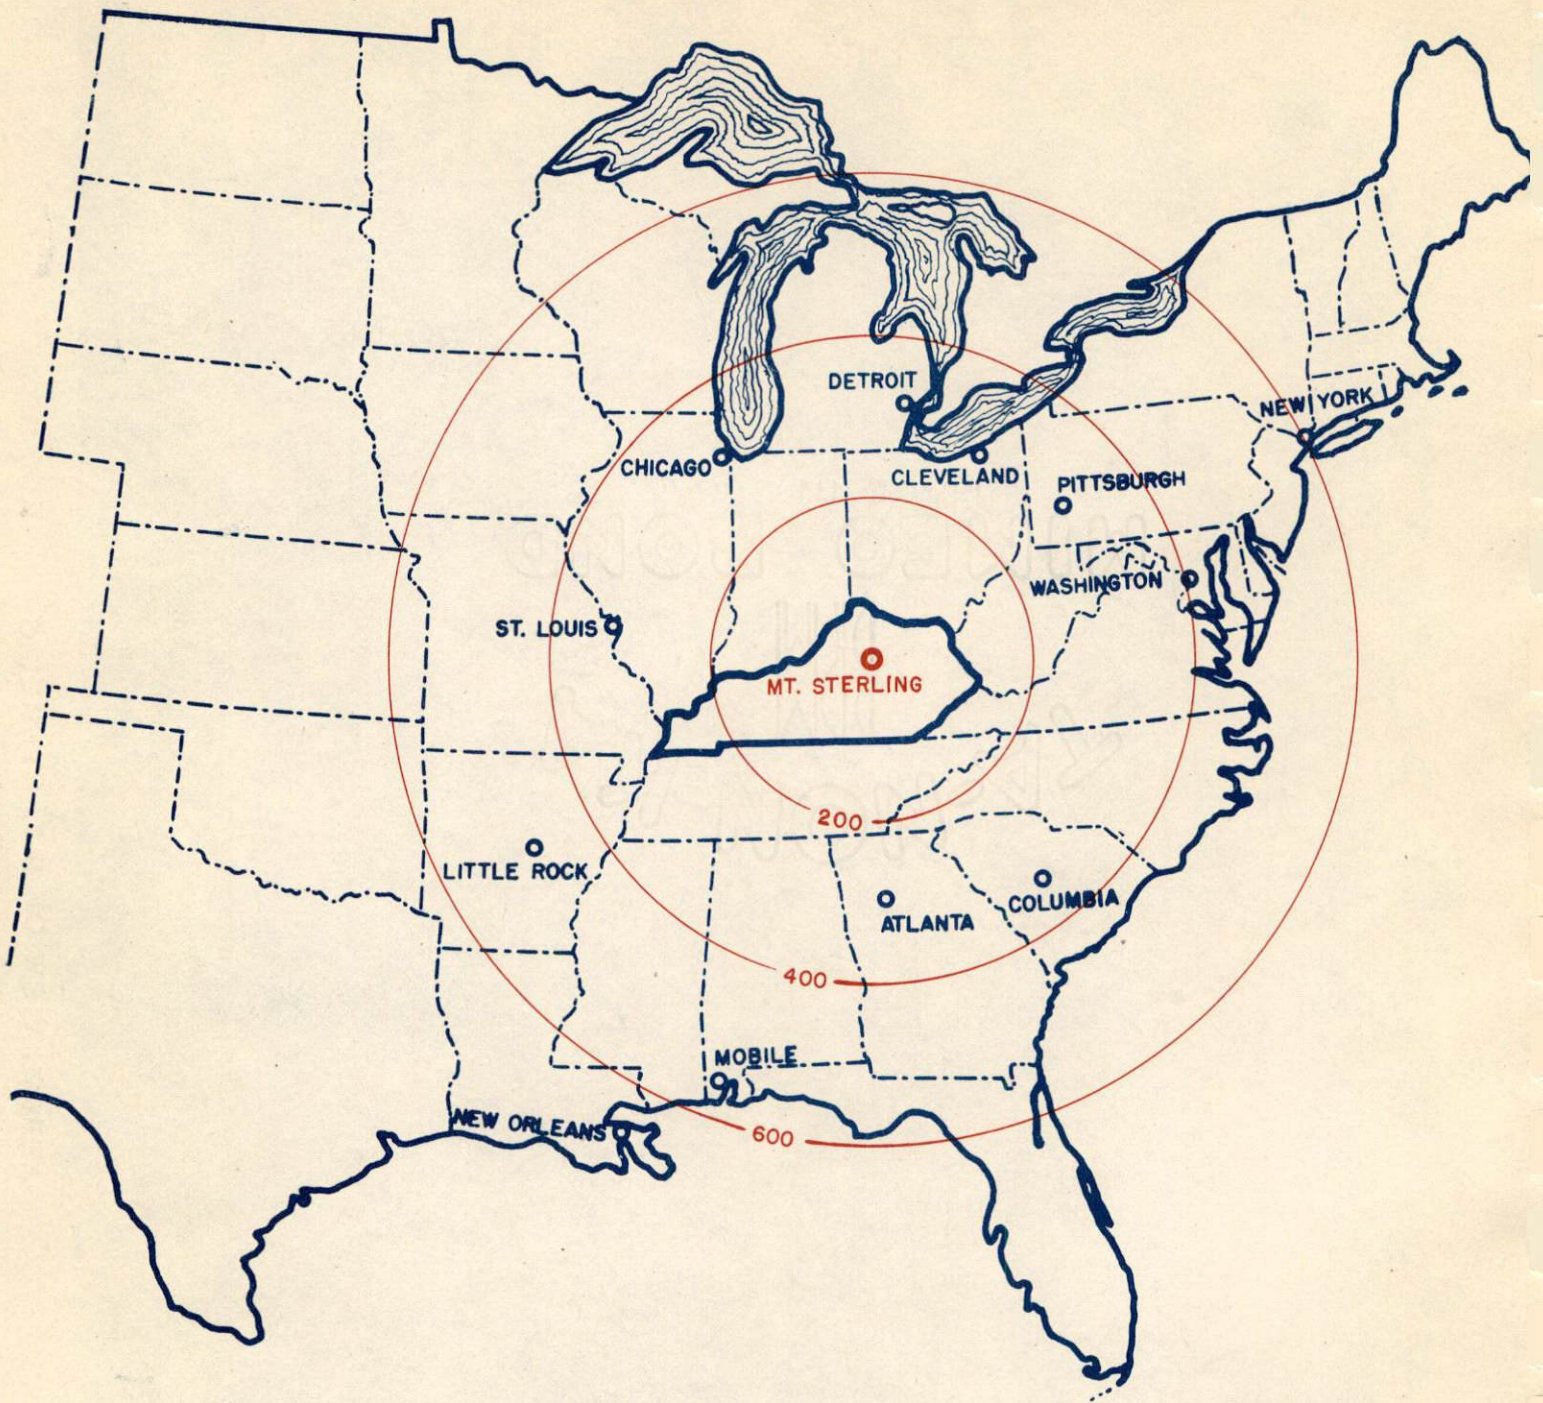 DETROIT
NEW YORK
CHICAGO
CLEVELAND
PITTSBURGH
WASHINGTON
ST. LOUIS
MT. STERLING
200
LITTLE ROCK
COLUMBIA
ATLANTA
400
MOBILE
NEW ORLEANS
600